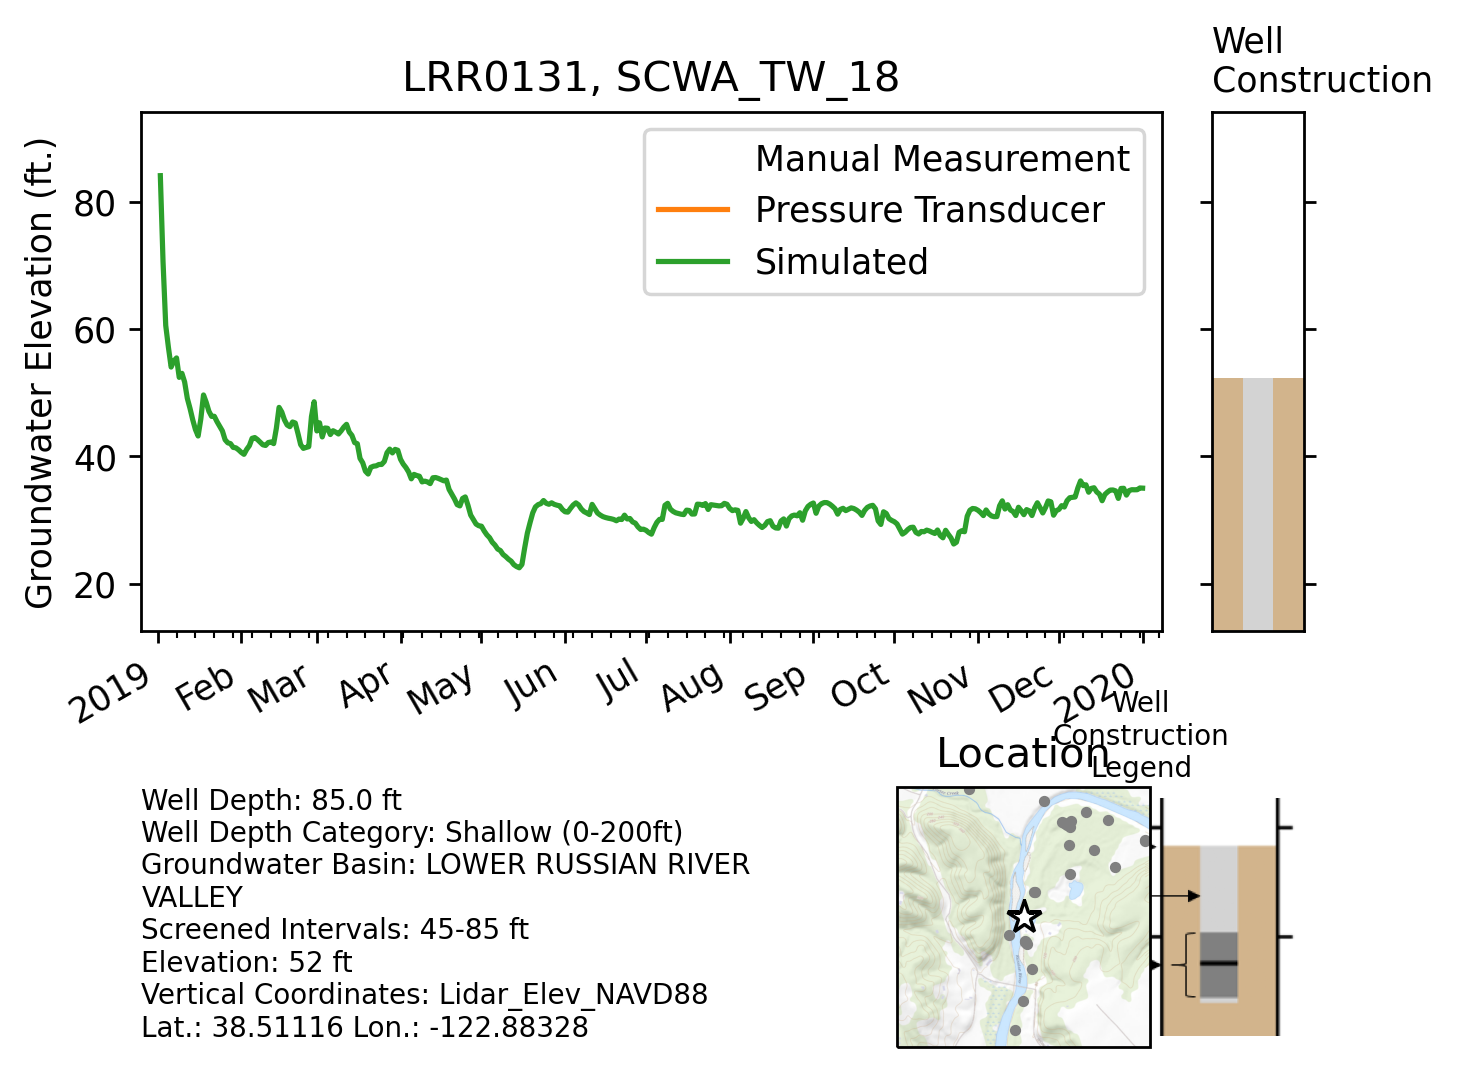 Well
Construction
LRR0131, SCWA_TW_18
Groundwater Elevation (ft.)
80
60
40
20
Manual Measurement
Pressure Transducer
Simulated
2019
Feb
Mar
Apr
May
Jun
Jul
Aug
Sep
Oct
Nov
Dec
2020
Well
Construction
Legend
Location
Well Depth: 85.0 ft
Well Depth Category: Shallow (0-200ft)
Groundwater Basin: LOWER RUSSIAN RIVER
VALLEY
Screened Intervals: 45-85 ft
Elevation: 52 ft
Vertical Coordinates: Lidar_Elev_NAVD88
Lat.: 38.51116 Lon.: -122.88328